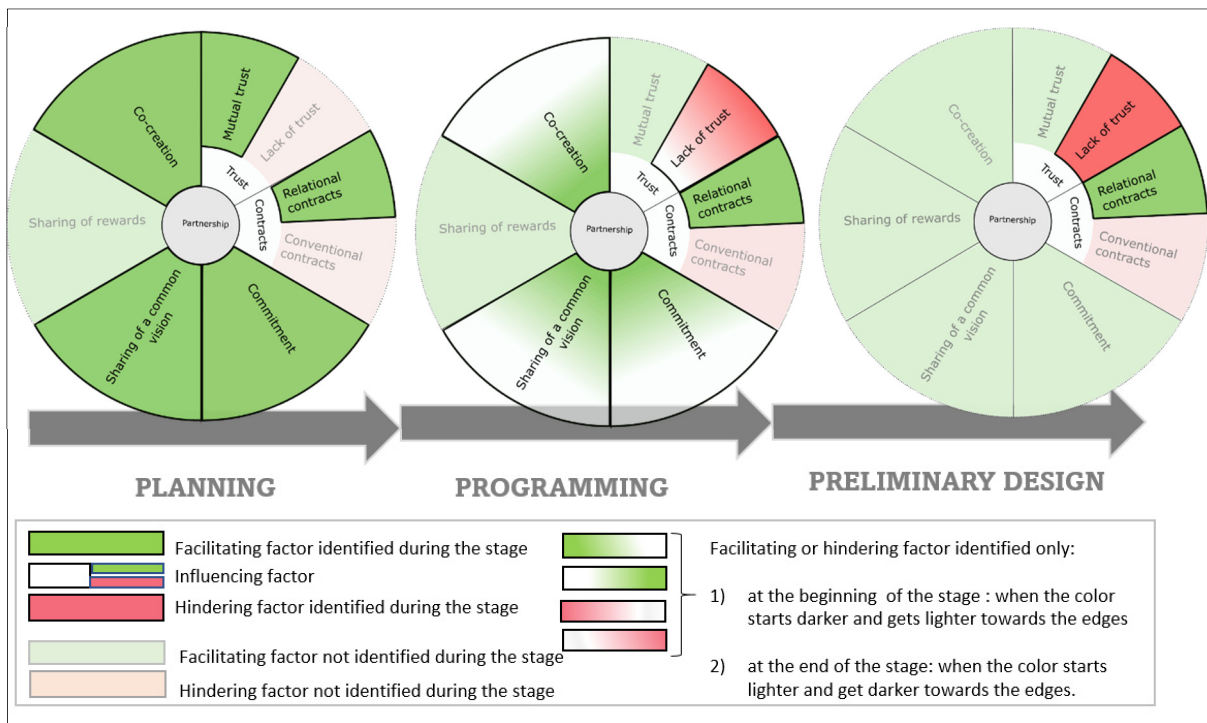 Co-creation
Mutual trust
Lack of trust
Trust
Relational
contracts
Contracts
Conventional
contracts
Sharing of rewards
Partnership
Sharing of a common
vision
Commitment
Co-creation
Mutual trust
Lack of trust
Trust
Relational
contracts
Contracts
Conventional
contracts
Sharing of rewards
Partnership
Sharing of a common
vision
Commitment
Co-creation
Mutual trust
Lack of trust
Trust
Relational
contracts
Contracts
Conventional
contracts
Sharing of rewards
Partnership
Sharing of a common
vision
Commitment
PLANNING
PROGRAMMING
PRELIMINARY DESIGN
Facilitating factor identified during the stage
Influencing factor
Hindering factor identified during the stage
Facilitating factor not identified during the stage
Hindering factor not identified during the stage
Facilitating or hindering factor identified only:
1) at the beginning of the stage : when the color
starts darker and gets lighter towards the edges
2) at the end of the stage: when the color starts
lighter and get darker towards the edges.